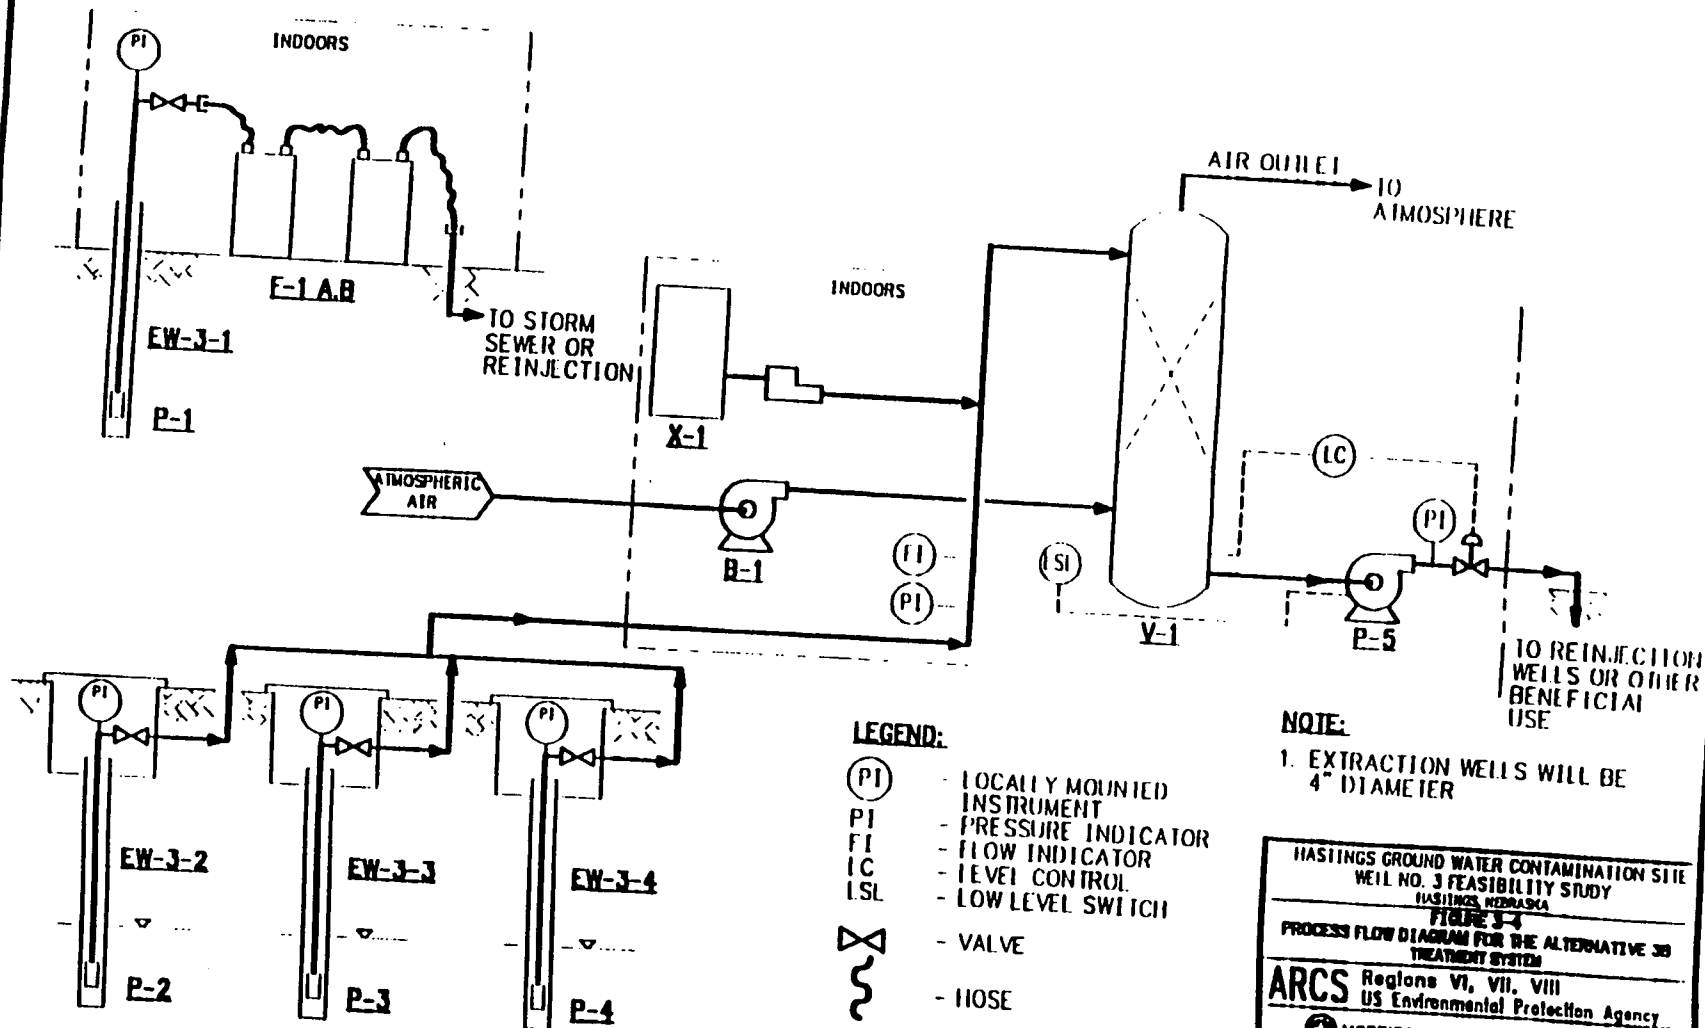 PI
INDOORS
F-1 A,B
EW-3-1
P-1
TO STORM
SEWER OR
REINJECTION
INDOORS
X-1
ATMOSPHERIC
AIR
B-1
FI
PI
AIR OUTLET
TO
ATMOSPHERE
LC
PI
LSL
V-1
P-5
TO REINJECTION
WELLS OR OTHER
BENEFICIAL
USE
PI
PI
PI
EW-3-2
EW-3-3
EW-3-4
P-2
P-3
P-4
LEGEND:
PI - LOCALLY MOUNTED
INSTRUMENT
PI - PRESSURE INDICATOR
FI - FLOW INDICATOR
LC - LEVEL CONTROL
LSL - LOW LEVEL SWITCH
- VALVE
- HOSE
NOTE:
1. EXTRACTION WELLS WILL BE
4" DIAMETER
HASTINGS GROUND WATER CONTAMINATION SITE
WELL NO. 3 FEASIBILITY STUDY
HASTINGS, NEBRASKA
FIGURE 3-4
PROCESS FLOW DIAGRAM FOR THE ALTERNATIVE 3B
TREATMENT SYSTEM
ARCS Regions VI, VII, VIII
US Environmental Protection Agency